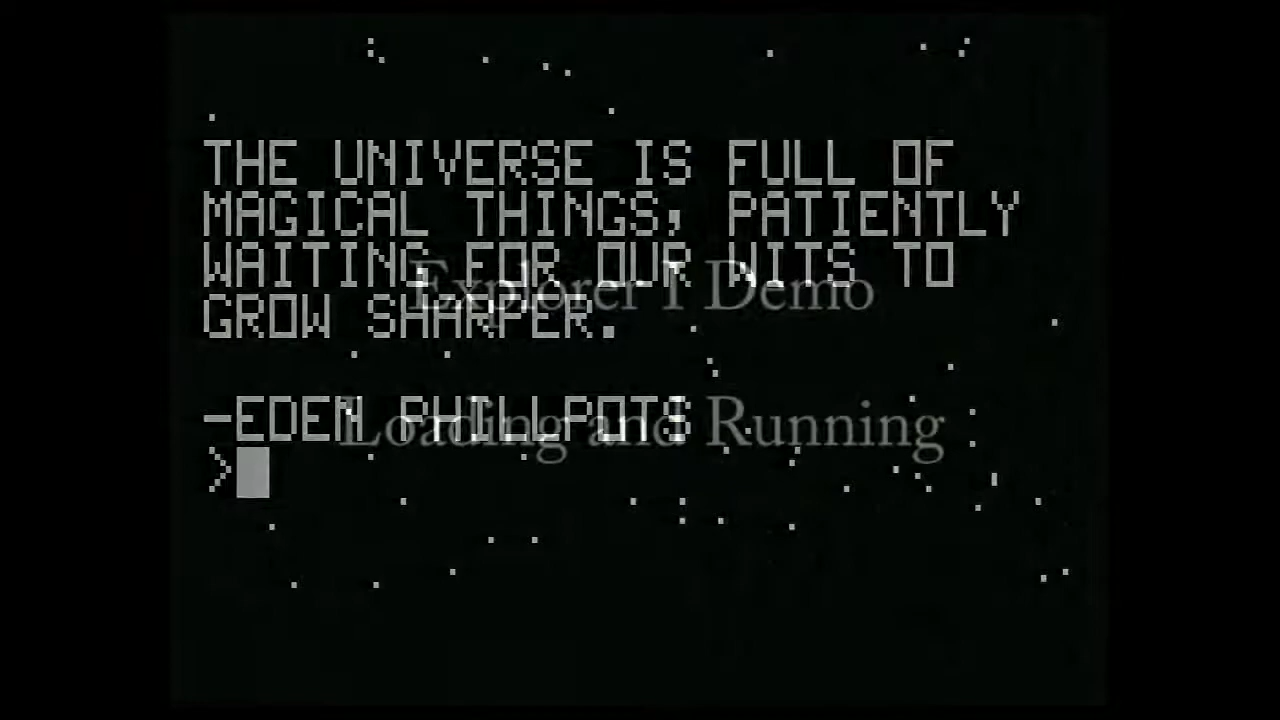 THE UNIVERSE IS FULL OF
MAGICAL THINGS, PATIENTLY
WAITING FOR OUR WITS TO
GROW SHARPER.
-EDEN PHILLPOTS
>
Explorer I Demo
Loading and Running